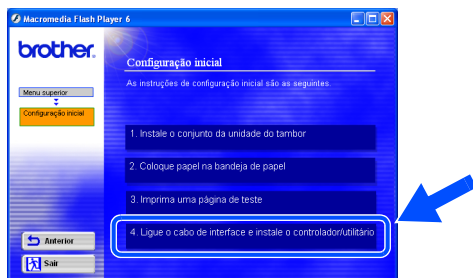 Macromedia Flash Player 6
brother.
Configuração inicial
As instruções de configuração inicial são as seguintes.
Menu superior
Configuração inicial
1. Instale o conjunto da unidade do tambor
2. Coloque papel na bandeja de papel
3. Imprima uma página de teste
4. Ligue o cabo de interface e instale o controlador/utilitário
Anterior
Sair